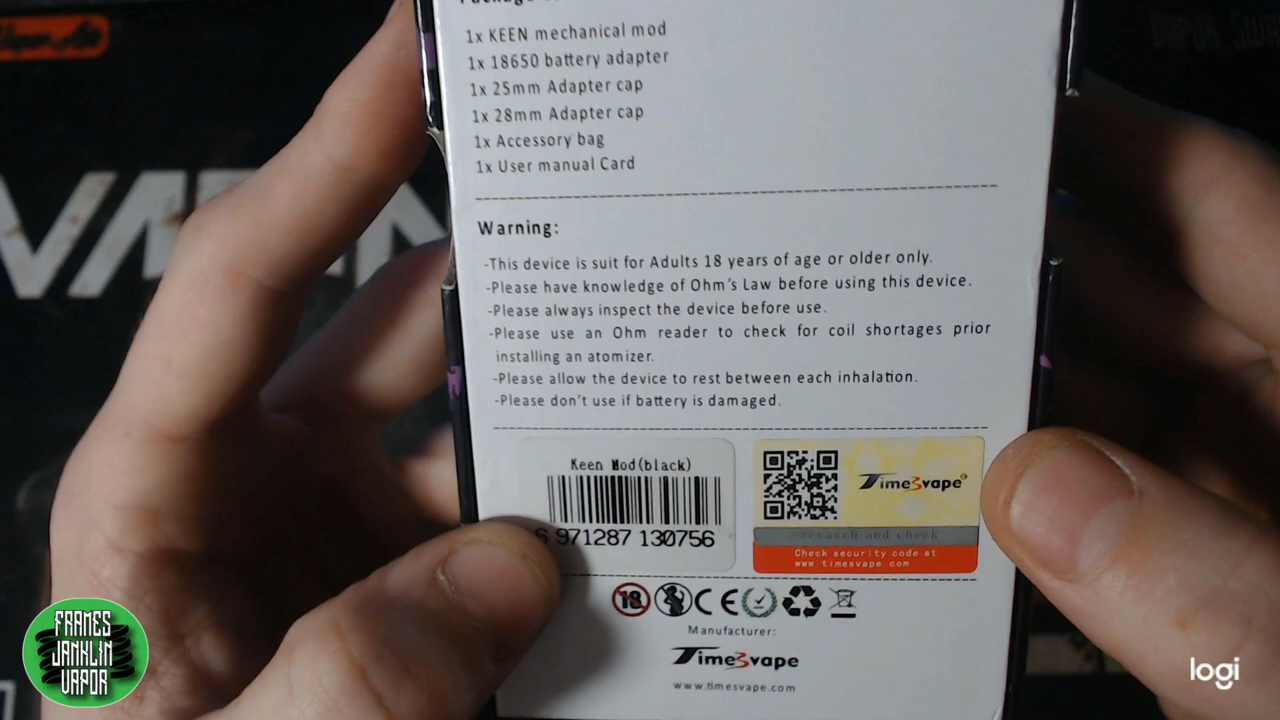 1x KEEN mechanical mod
1x 18650 battery adapter
1x 25mm Adapter cap
1x 28mm Adapter cap
1x Accessory bag
1x User manual Card
Warning:
-This device is suit for Adults 18 years of age or older only.
-Please have knowledge of Ohm's Law before using this device.
-Please always inspect the device before use.
-Please use an Ohm reader to check for coil shortages prior
installing an atomizer.
-Please allow the device to rest between each inhalation.
-Please don't use if battery is damaged.
Keen Mod(black)
6 971287 130756
Timesvape®
scratch and check
Check security code at
www timesvape com
18
CE
Manufacturer:
Timesvape
www.timesvape.com
FRAMES
JANKLIN
VAPOR
logi